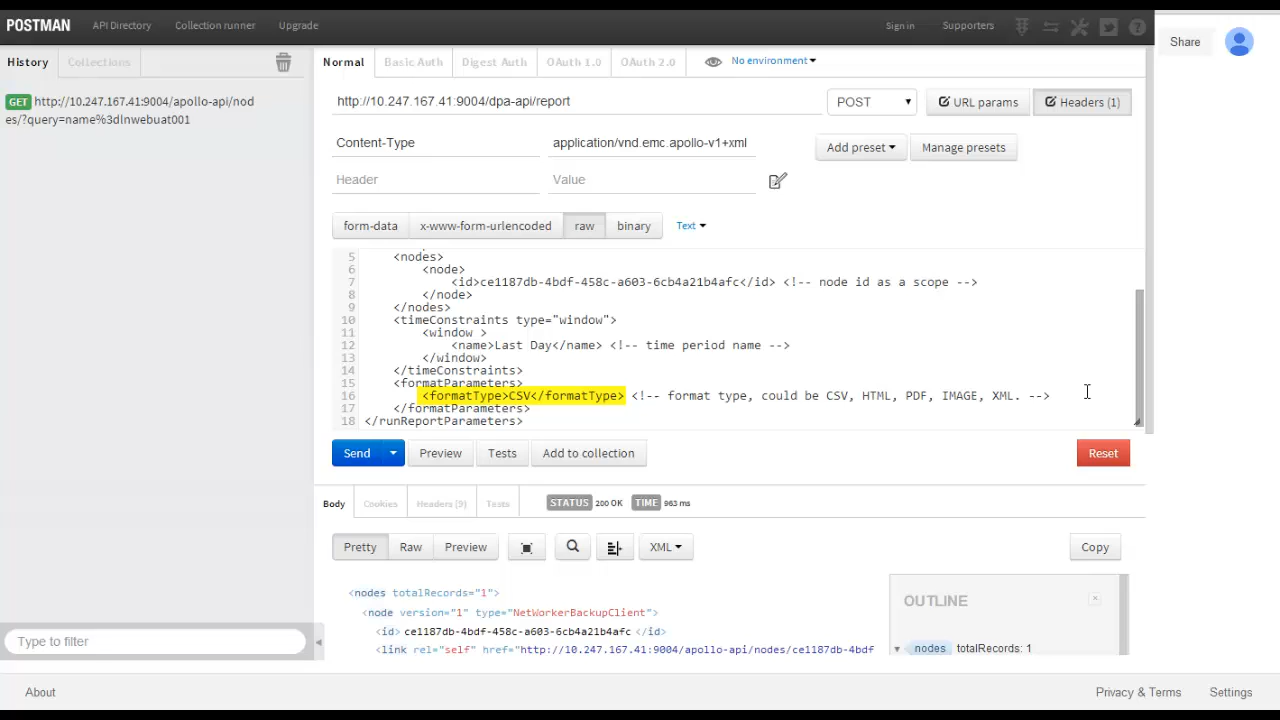 POSTMAN API Directory Collection runner Upgrade Sign in Supporters
Share
History Collections
Normal Basic Auth Digest Auth OAuth 1.0 OAuth 2.0 No environment
GET http://10.247.167.41:9004/apollo-api/nod
es/?query=name%3dlnwebuat001
http://10.247.167.41:9004/dpa-api/report POST URL params Headers (1)
Content-Type application/vnd.emc.apollo-v1+xml Add preset Manage presets
Header Value
form-data x-www-form-urlencoded raw binary Text
5 <nodes>
6 <node>
7 <id>ce1187db-4bdf-458c-a603-6cb4a21b4afc</id> <!-- node id as a scope -->
8 </node>
9 </nodes>
10 <timeConstraints type="window">
11 <window >
12 <name>Last Day</name> <!-- time period name -->
13 </window>
14 </timeConstraints>
15 <formatParameters>
16 <formatType>CSV</formatType> <!-- format type, could be CSV, HTML, PDF, IMAGE, XML. -->
17 </formatParameters>
18 </runReportParameters>
Send Preview Tests Add to collection Reset
Body Cookies Headers (9) Tests STATUS 200 OK TIME 963 ms
Pretty Raw Preview XML Copy
<nodes totalRecords="1">
<node version="1" type="NetWorkerBackupClient">
<id> ce1187db-4bdf-458c-a603-6cb4a21b4afc </id>
<link rel="self" href="http://10.247.167.41:9004/apollo-api/nodes/ce1187db-4bdf
OUTLINE
nodes totalRecords: 1
Type to filter
About Privacy & Terms Settings